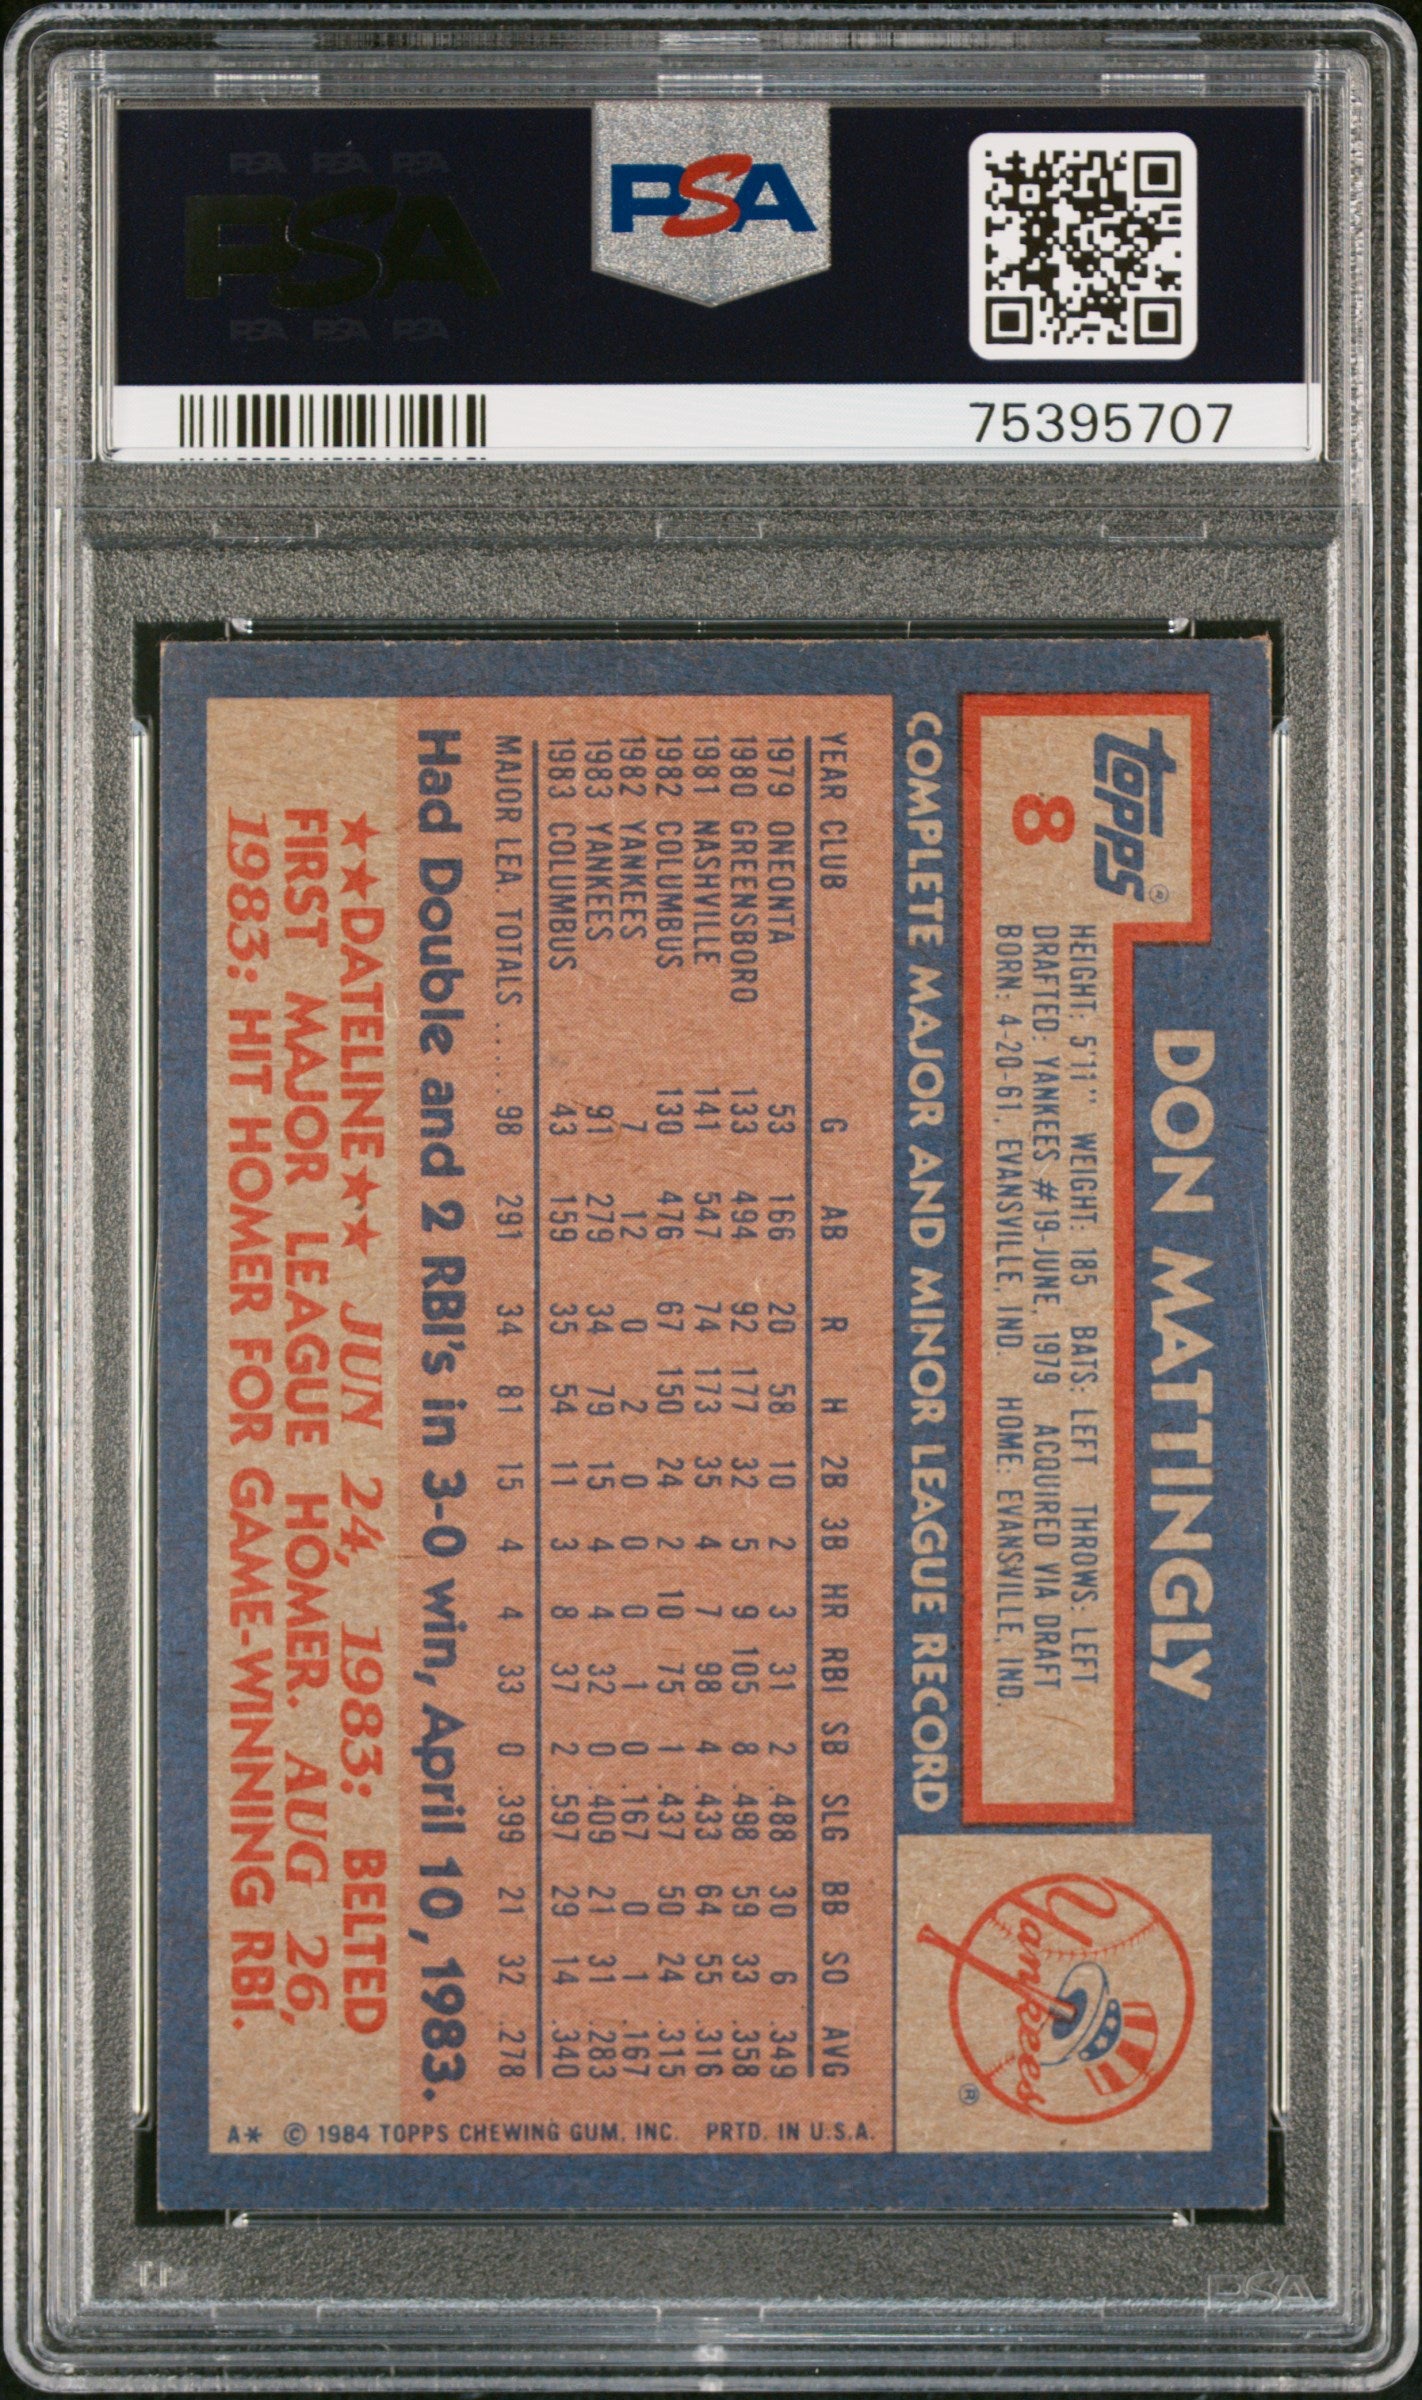 PSA PSA PSA
PSA
PSA PSA PSA
PSA
75395707
topps®
8
DON MATTINGLY
HEIGHT: 5'11" WEIGHT: 185 BATS: LEFT THROWS: LEFT
DRAFTED: YANKEES #19-JUNE, 1979 ACQUIRED VIA DRAFT
BORN: 4-20-61, EVANSVILLE, IND. HOME: EVANSVILLE, IND.
Yankees ®
COMPLETE MAJOR AND MINOR LEAGUE RECORD
YEAR CLUB G AB R H 2B 3B HR RBI SB SLG BB SO AVG
1979 ONEONTA 53 166 20 58 10 2 3 31 2 .488 30 6 .349
1980 GREENSBORO 133 494 92 177 32 5 9 105 8 .498 59 33 .358
1981 NASHVILLE 141 547 74 173 35 4 7 98 4 .433 64 55 .316
1982 COLUMBUS 130 476 67 150 24 2 10 75 1 .437 50 24 .315
1982 YANKEES 7 12 0 2 0 0 0 1 0 .167 0 1 .167
1983 YANKEES 91 279 34 79 15 4 4 32 0 .409 21 31 .283
1983 COLUMBUS 43 159 35 54 11 3 8 37 2 .597 29 14 .340
MAJOR LEA. TOTALS ...... 98 291 34 81 15 4 4 33 0 .399 21 32 .278
Had Double and 2 RBI's in 3-0 win, April 10, 1983.
★★DATELINE★★ JUN 24, 1983: BELTED
FIRST MAJOR LEAGUE HOMER. AUG 26,
1983: HIT HOMER FOR GAME-WINNING RBI.
A* © 1984 TOPPS CHEWING GUM, INC. PRTD. IN U.S.A.
PSA